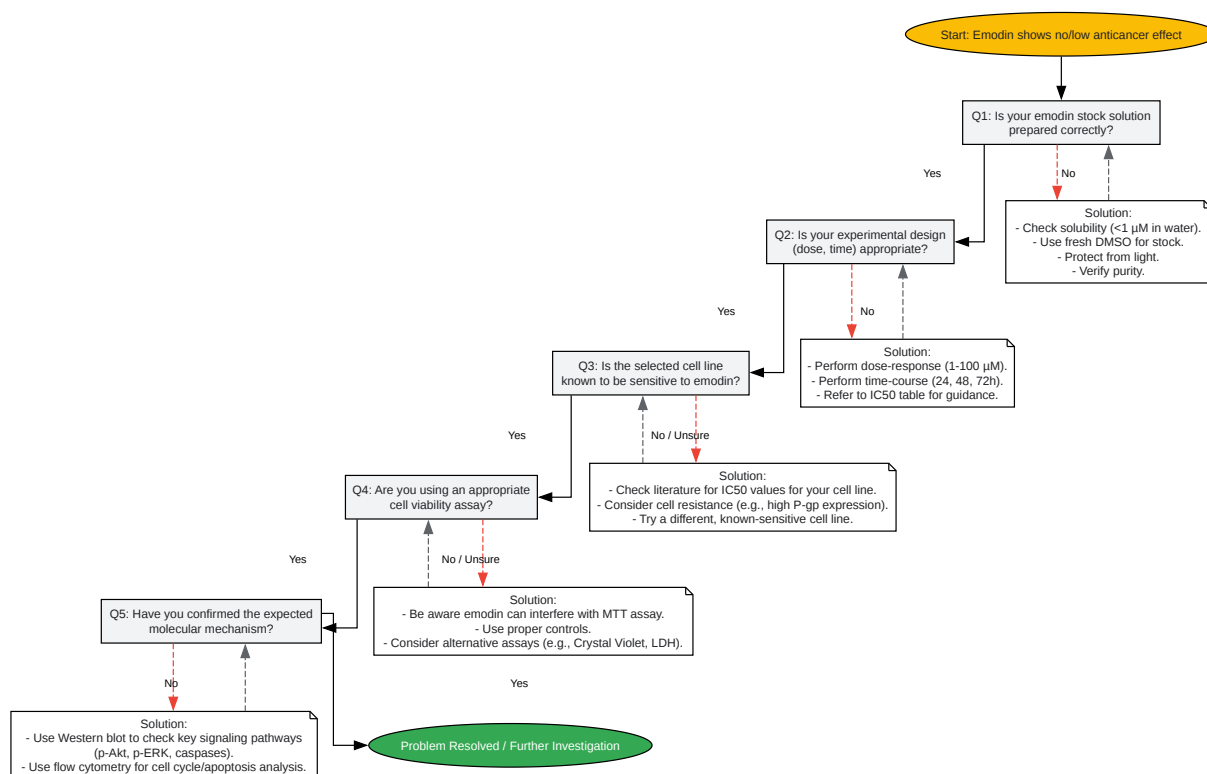 Start: Emodin shows no/low anticancer effect
Q1: Is your emodin stock solution
prepared correctly?
Yes
No
Solution:
- Check solubility (<1 µM in water).
- Use fresh DMSO for stock.
- Protect from light.
- Verify purity.
Q2: Is your experimental design
(dose, time) appropriate?
Yes
No
Solution:
- Perform dose-response (1-100 µM).
- Perform time-course (24, 48, 72h).
- Refer to IC50 table for guidance.
Q3: Is the selected cell line
known to be sensitive to emodin?
Yes
No / Unsure
Solution:
- Check literature for IC50 values for your cell line.
- Consider cell resistance (e.g., high P-gp expression).
- Try a different, known-sensitive cell line.
Q4: Are you using an appropriate
cell viability assay?
Yes
No / Unsure
Solution:
- Be aware emodin can interfere with MTT assay.
- Use proper controls.
- Consider alternative assays (e.g., Crystal Violet, LDH).
Q5: Have you confirmed the expected
molecular mechanism?
No
Yes
Solution:
- Use Western blot to check key signaling pathways
(p-Akt, p-ERK, caspases).
- Use flow cytometry for cell cycle/apoptosis analysis.
Problem Resolved / Further Investigation